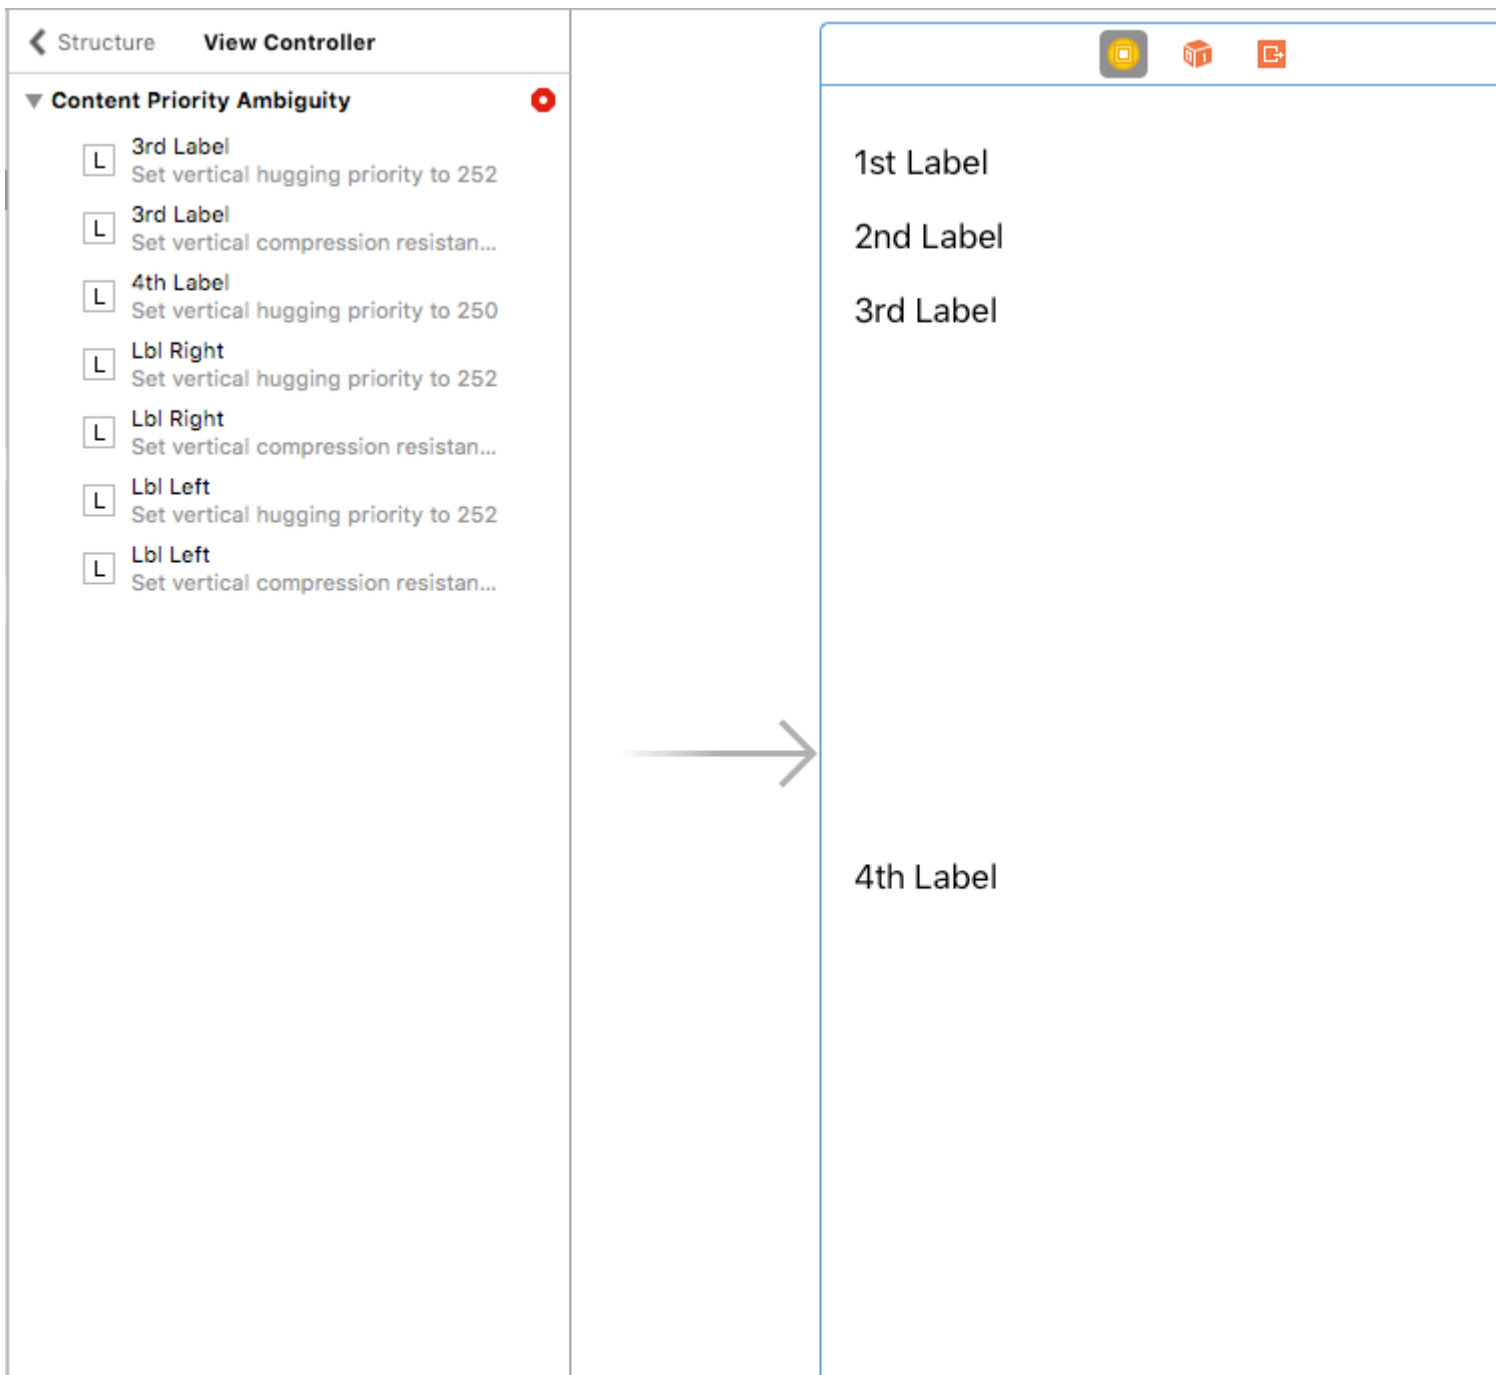 Structure View Controller
Content Priority Ambiguity
L
3rd Label
Set vertical hugging priority to 252
L
3rd Label
Set vertical compression resistan...
L
4th Label
Set vertical hugging priority to 250
L
Lbl Right
Set vertical hugging priority to 252
L
Lbl Right
Set vertical compression resistan...
L
Lbl Left
Set vertical hugging priority to 252
L
Lbl Left
Set vertical compression resistan...
1st Label
2nd Label
3rd Label
4th Label